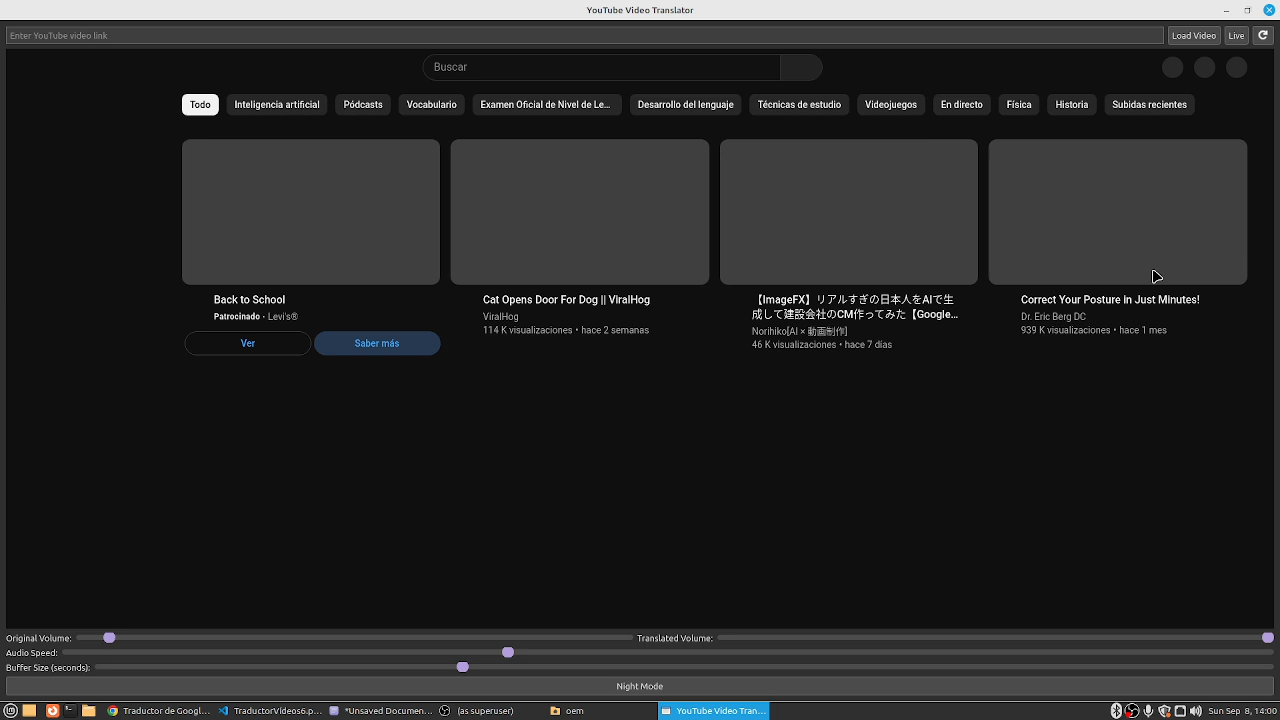 YouTube Video Translator
Enter YouTube video link
Load Video
Live
Buscar
Todo
Inteligencia artificial
Pódcasts
Vocabulario
Examen Oficial de Nivel de Le...
Desarrollo del lenguaje
Técnicas de estudio
Videojuegos
En directo
Física
Historia
Subidas recientes
Back to School
Patrocinado · Levi's®
Ver
Saber más
Cat Opens Door For Dog || ViralHog
ViralHog
114 K visualizaciones • hace 2 semanas
【ImageFX】リアルすぎの日本人をAIで生
成して建設会社のCM作ってみた【Google...
Norihiko[AI × 動画制作]
46 K visualizaciones • hace 7 días
Correct Your Posture in Just Minutes!
Dr. Eric Berg DC
939 K visualizaciones • hace 1 mes
Original Volume:
Translated Volume:
Audio Speed:
Buffer Size (seconds):
Night Mode
Traductor de Googl...
TraductorVideos6.p...
*Unsaved Documen...
(as superuser)
oem
YouTube Video Tran...
Sun Sep 8, 14:00